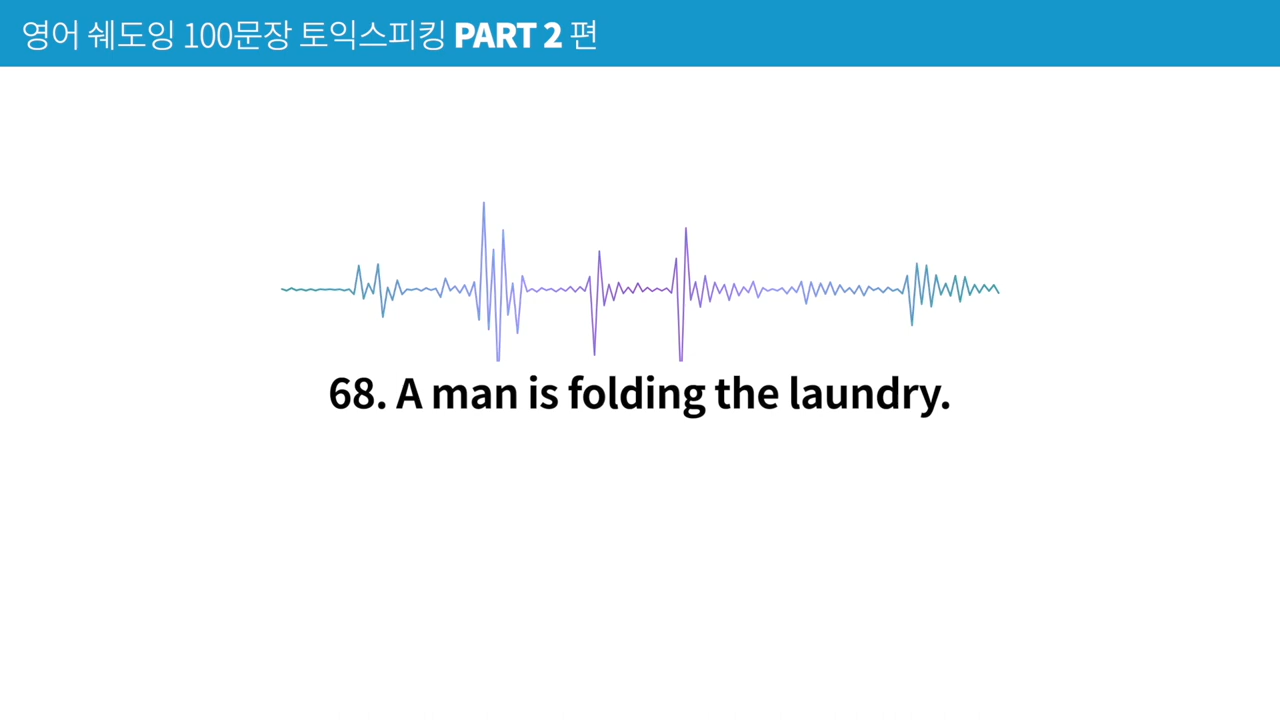 영어 쉐도잉 100문장 토익스피킹 PART 2 편
68. A man is folding the laundry.